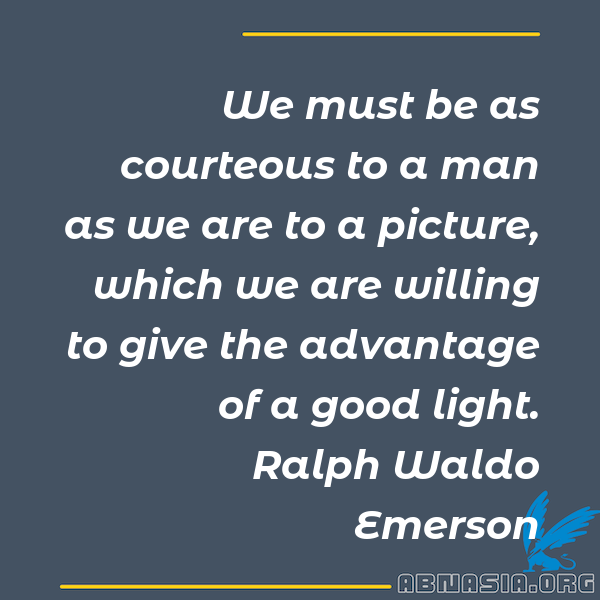 We must be as
courteous to a man
as we are to a picture,
which we are willing
to give the advantage
of a good light.
Ralph Waldo
Emerson
ABNASIA.ORG